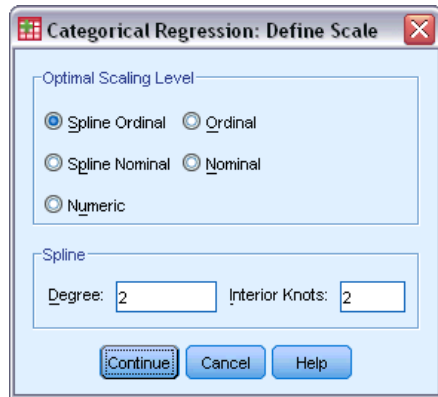 Categorical Regression: Define Scale
Optimal Scaling Level
Spline Ordinal Ordinal
Spline Nominal Nominal
Numeric
Spline
Degree: 2 Interior Knots: 2
Continue Cancel Help